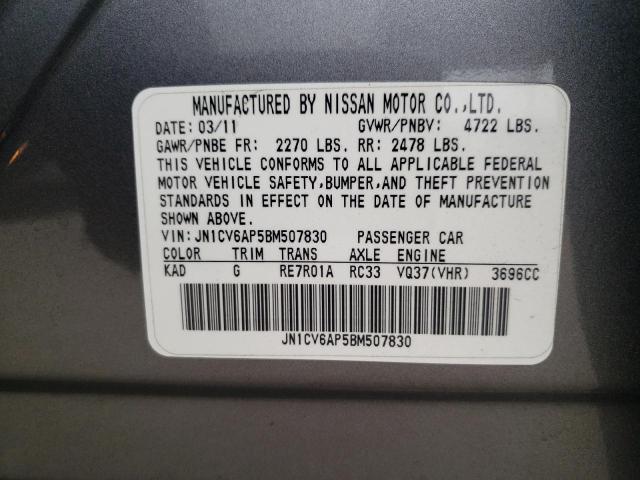 MANUFACTURED BY NISSAN MOTOR CO.,LTD.
DATE: 03/11 GVWR/PNBV: 4722 LBS.
GAWR/PNBE FR: 2270 LBS. RR: 2478 LBS.
THIS VEHICLE CONFORMS TO ALL APPLICABLE FEDERAL
MOTOR VEHICLE SAFETY,BUMPER,AND THEFT PREVENTION
STANDARDS IN EFFECT ON THE DATE OF MANUFACTURE
SHOWN ABOVE.
VIN:JN1CV6AP5BM507830 PASSENGER CAR
COLOR TRIM TRANS AXLE ENGINE
KAD G RE7R01A RC33 VQ37(VHR) 3696CC
JN1CV6AP5BM507830